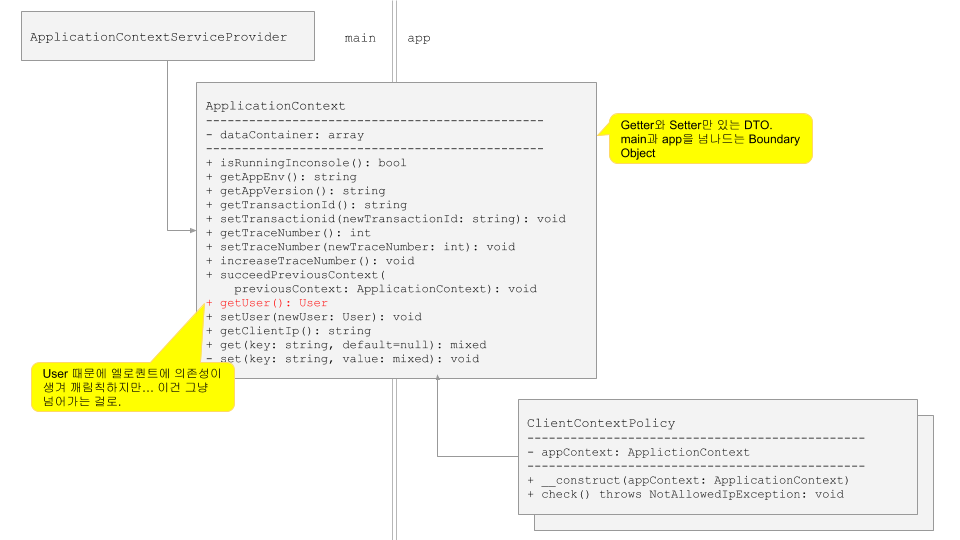 ApplicationContextServiceProvider
main
app
ApplicationContext
-----------------------------------------------
- dataContainer: array
-----------------------------------------------
+ isRunningInconsole(): bool
+ getAppEnv(): string
+ getAppVersion(): string
+ getTransactionId(): string
+ setTransactionid(newTransactionId: string): void
+ getTraceNumber(): int
+ setTraceNumber(newTraceNumber: int): void
+ increaseTraceNumber(): void
+ succeedPreviousContext(
previousContext: ApplicationContext): void
+ getUser(): User
+ setUser(newUser: User): void
+ getClientIp(): string
+ get(key: string, default=null): mixed
- set(key: string, value: mixed): void
Getter와 Setter만 있는 DTO.
main과 app을 넘나드는 Boundary
Object
User 때문에 엘로퀀트에 의존성이
생겨 깨림칙하지만... 이건 그냥
넘어가는 걸로.
ClientContextPolicy
-----------------------------------------------
- appContext: ApplictionContext
-----------------------------------------------
+ __construct(appContext: ApplicationContext)
+ check() throws NotAllowedIpException: void